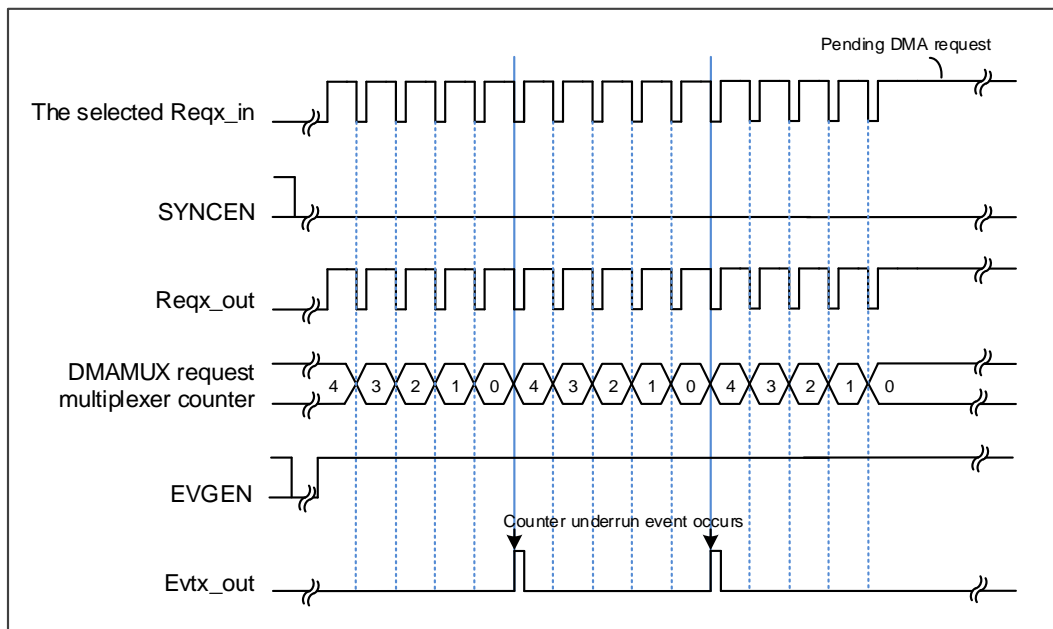 Pending DMA request
The selected Reqx_in
SYNCEN
Reqx_out
DMAMUX request
multiplexer counter
4 3 2 1 0 4 3 2 1 0 4 3 2 1 0
EVGEN
Counter underrun event occurs
Evtx_out